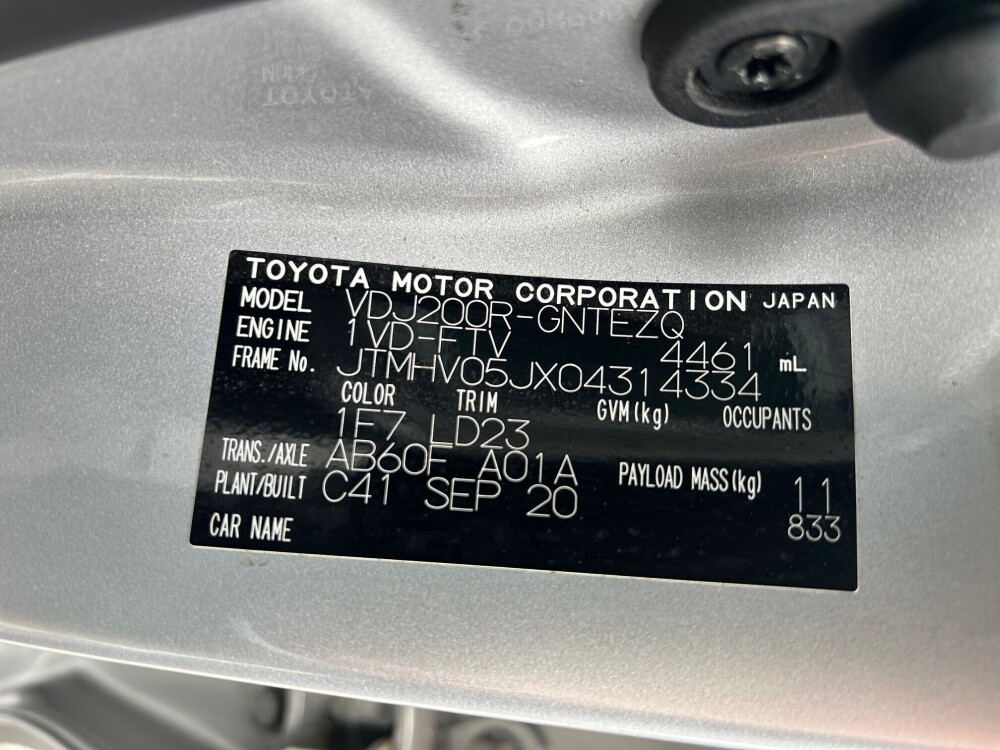 TOYOTA MOTOR CORPORATION JAPAN
MODEL VDJ200R-GNTEZQ
ENGINE 1VD-FTV 4461 mL
FRAME No. JTMHV05JX04314334
COLOR TRIM GVM(kg) OCCUPANTS
1F7 LD23
TRANS./AXLE AB60F A01A PAYLOAD MASS(kg) 11
PLANT/BUILT C41 SEP 20 833
CAR NAME